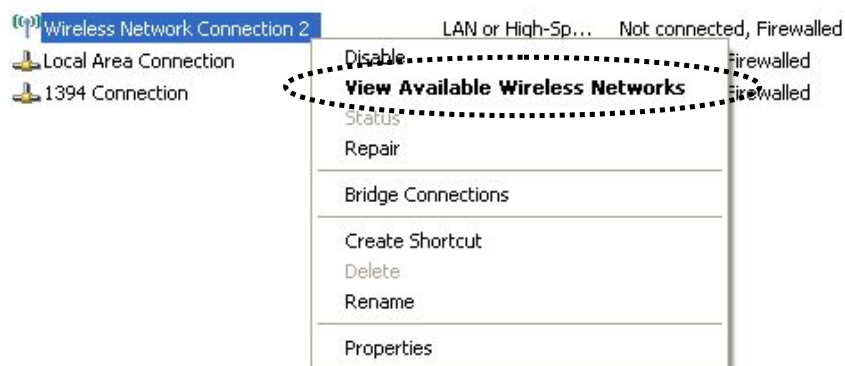 Wireless Network Connection 2 LAN or High-Sp... Not connected, Firewalled
Local Area Connection Firewalled
1394 Connection Firewalled
Disable
View Available Wireless Networks
Status
Repair
Bridge Connections
Create Shortcut
Delete
Rename
Properties